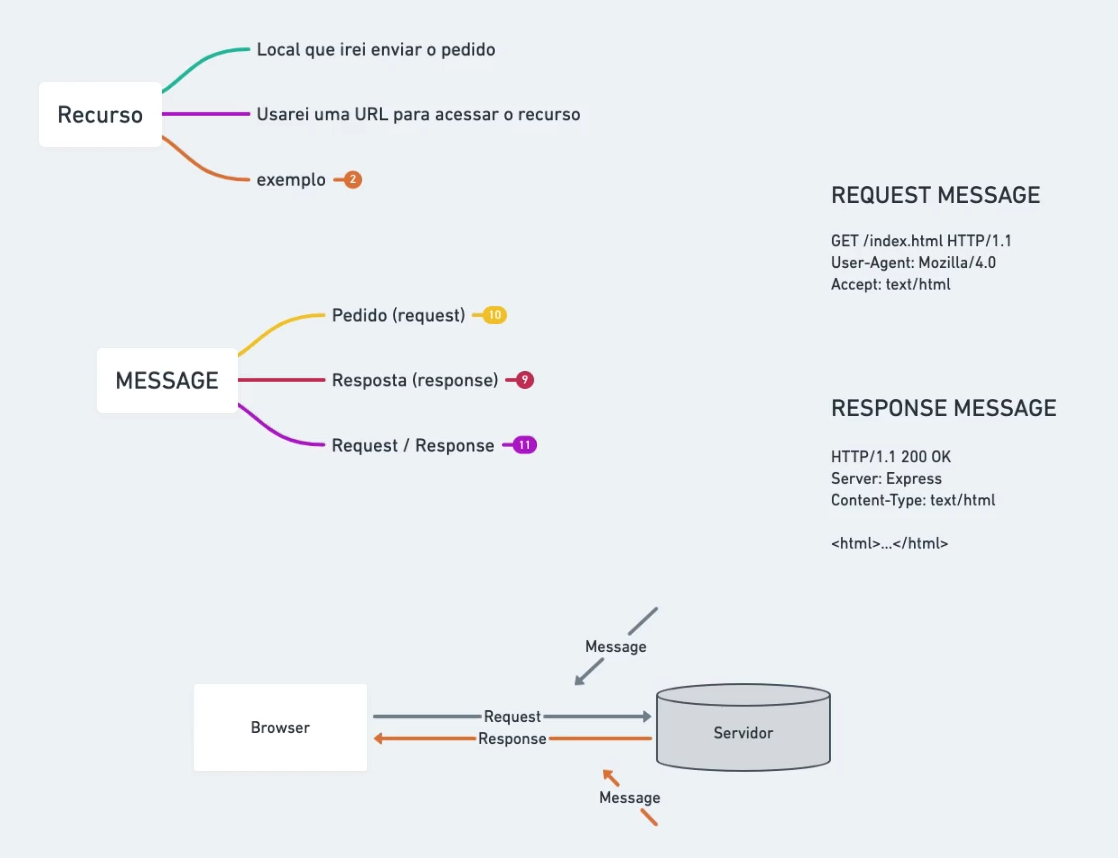 Recurso
Local que irei enviar o pedido
Usarei uma URL para acessar o recurso
exemplo 2
MESSAGE
Pedido (request) 10
Resposta (response) 9
Request / Response 11
REQUEST MESSAGE
GET /index.html HTTP/1.1
User-Agent: Mozilla/4.0
Accept: text/html
RESPONSE MESSAGE
HTTP/1.1 200 OK
Server: Express
Content-Type: text/html
<html>...</html>
Message
Browser
Request
Response
Servidor
Message